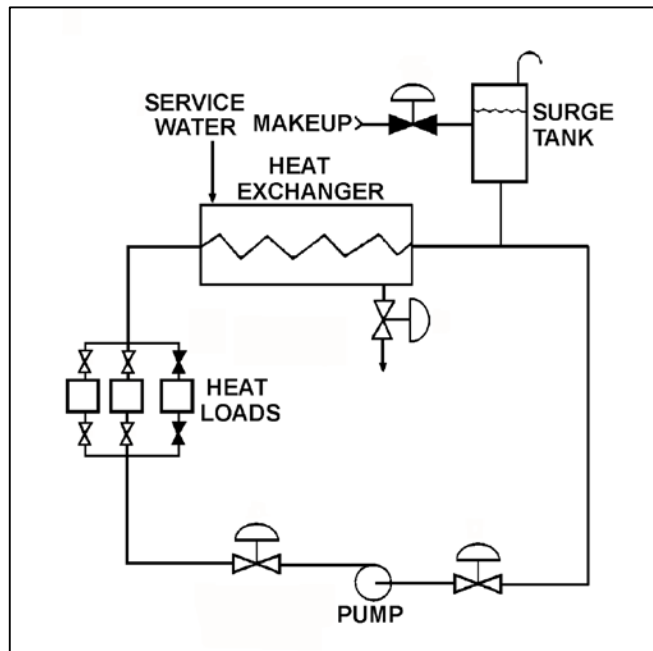 SERVICE
WATER
MAKEUP
SURGE
TANK
HEAT
EXCHANGER
HEAT
LOADS
PUMP